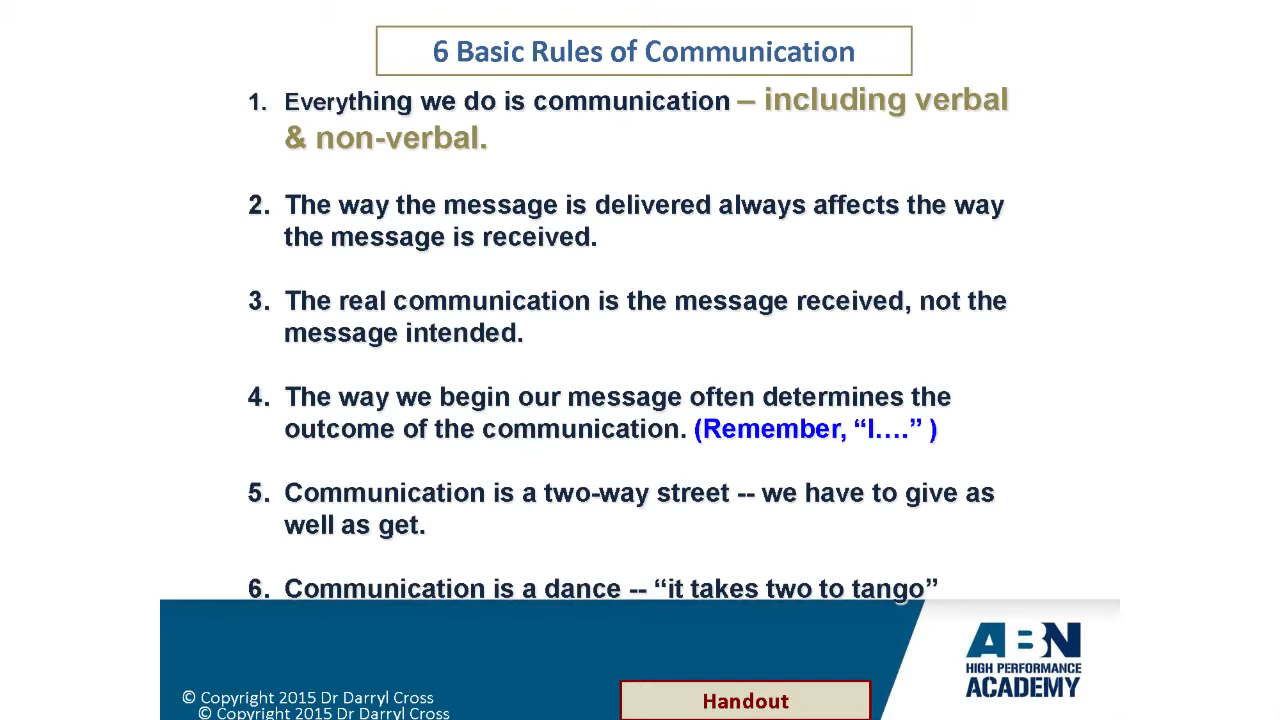 6 Basic Rules of Communication
1. Everything we do is communication – including verbal
& non-verbal.
2. The way the message is delivered always affects the way
the message is received.
3. The real communication is the message received, not the
message intended.
4. The way we begin our message often determines the
outcome of the communication. (Remember, “I….” )
5. Communication is a two-way street -- we have to give as
well as get.
6. Communication is a dance -- “it takes two to tango”
ABN
HIGH PERFORMANCE
ACADEMY
© Copyright 2015 Dr Darryl Cross
© Copyright 2015 Dr Darryl Cross
Handout